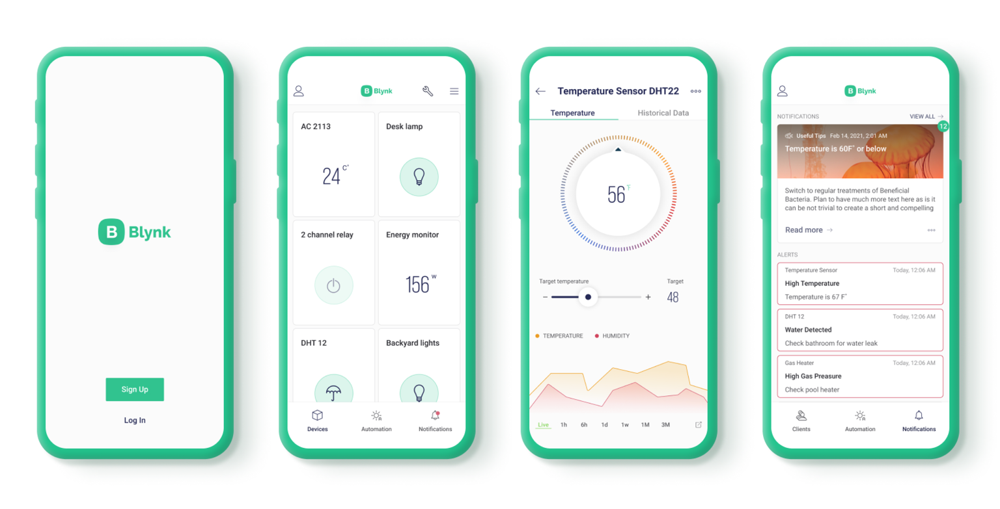 B Blynk
Sign Up
Log In
B Blynk
AC 2113
Desk lamp
24 C°
2 channel relay
Energy monitor
156 W
DHT 12
Backyard lights
Devices
Automation
Notifications
Temperature Sensor DHT22
Temperature
Historical Data
56 °F
Target temperature
Target
− +
48
TEMPERATURE
HUMIDITY
Live 1h 6h 1d 1w 1M 3M
B Blynk
NOTIFICATIONS
VIEW ALL →
12
Useful Tips Feb 14, 2021, 2:01 AM
Temperature is 60F° or below
Switch to regular treatments of Beneficial
Bacteria. Plan to have much more text here as is it
can be not trivial to create a short and compelling
Read more →
ALERTS
Temperature Sensor
Today, 12:06 AM
High Temperature
Temperature is 67 F°
DHT 12
Today, 12:06 AM
Water Detected
Check bathroom for water leak
Gas Heater
Today, 12:06 AM
High Gas Preasure
Check pool heater
Clients
Automation
Notifications